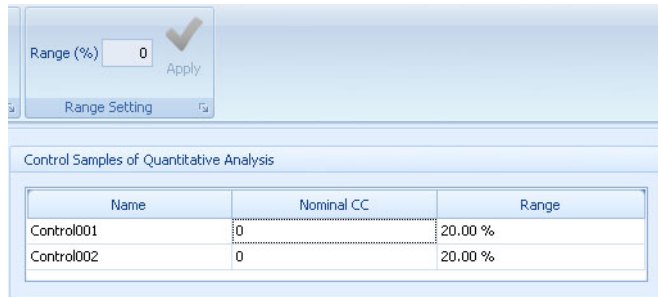 Range (%) 0
Apply
Range Setting
Control Samples of Quantitative Analysis
Name Nominal CC Range
Control001 0 20.00 %
Control002 0 20.00 %